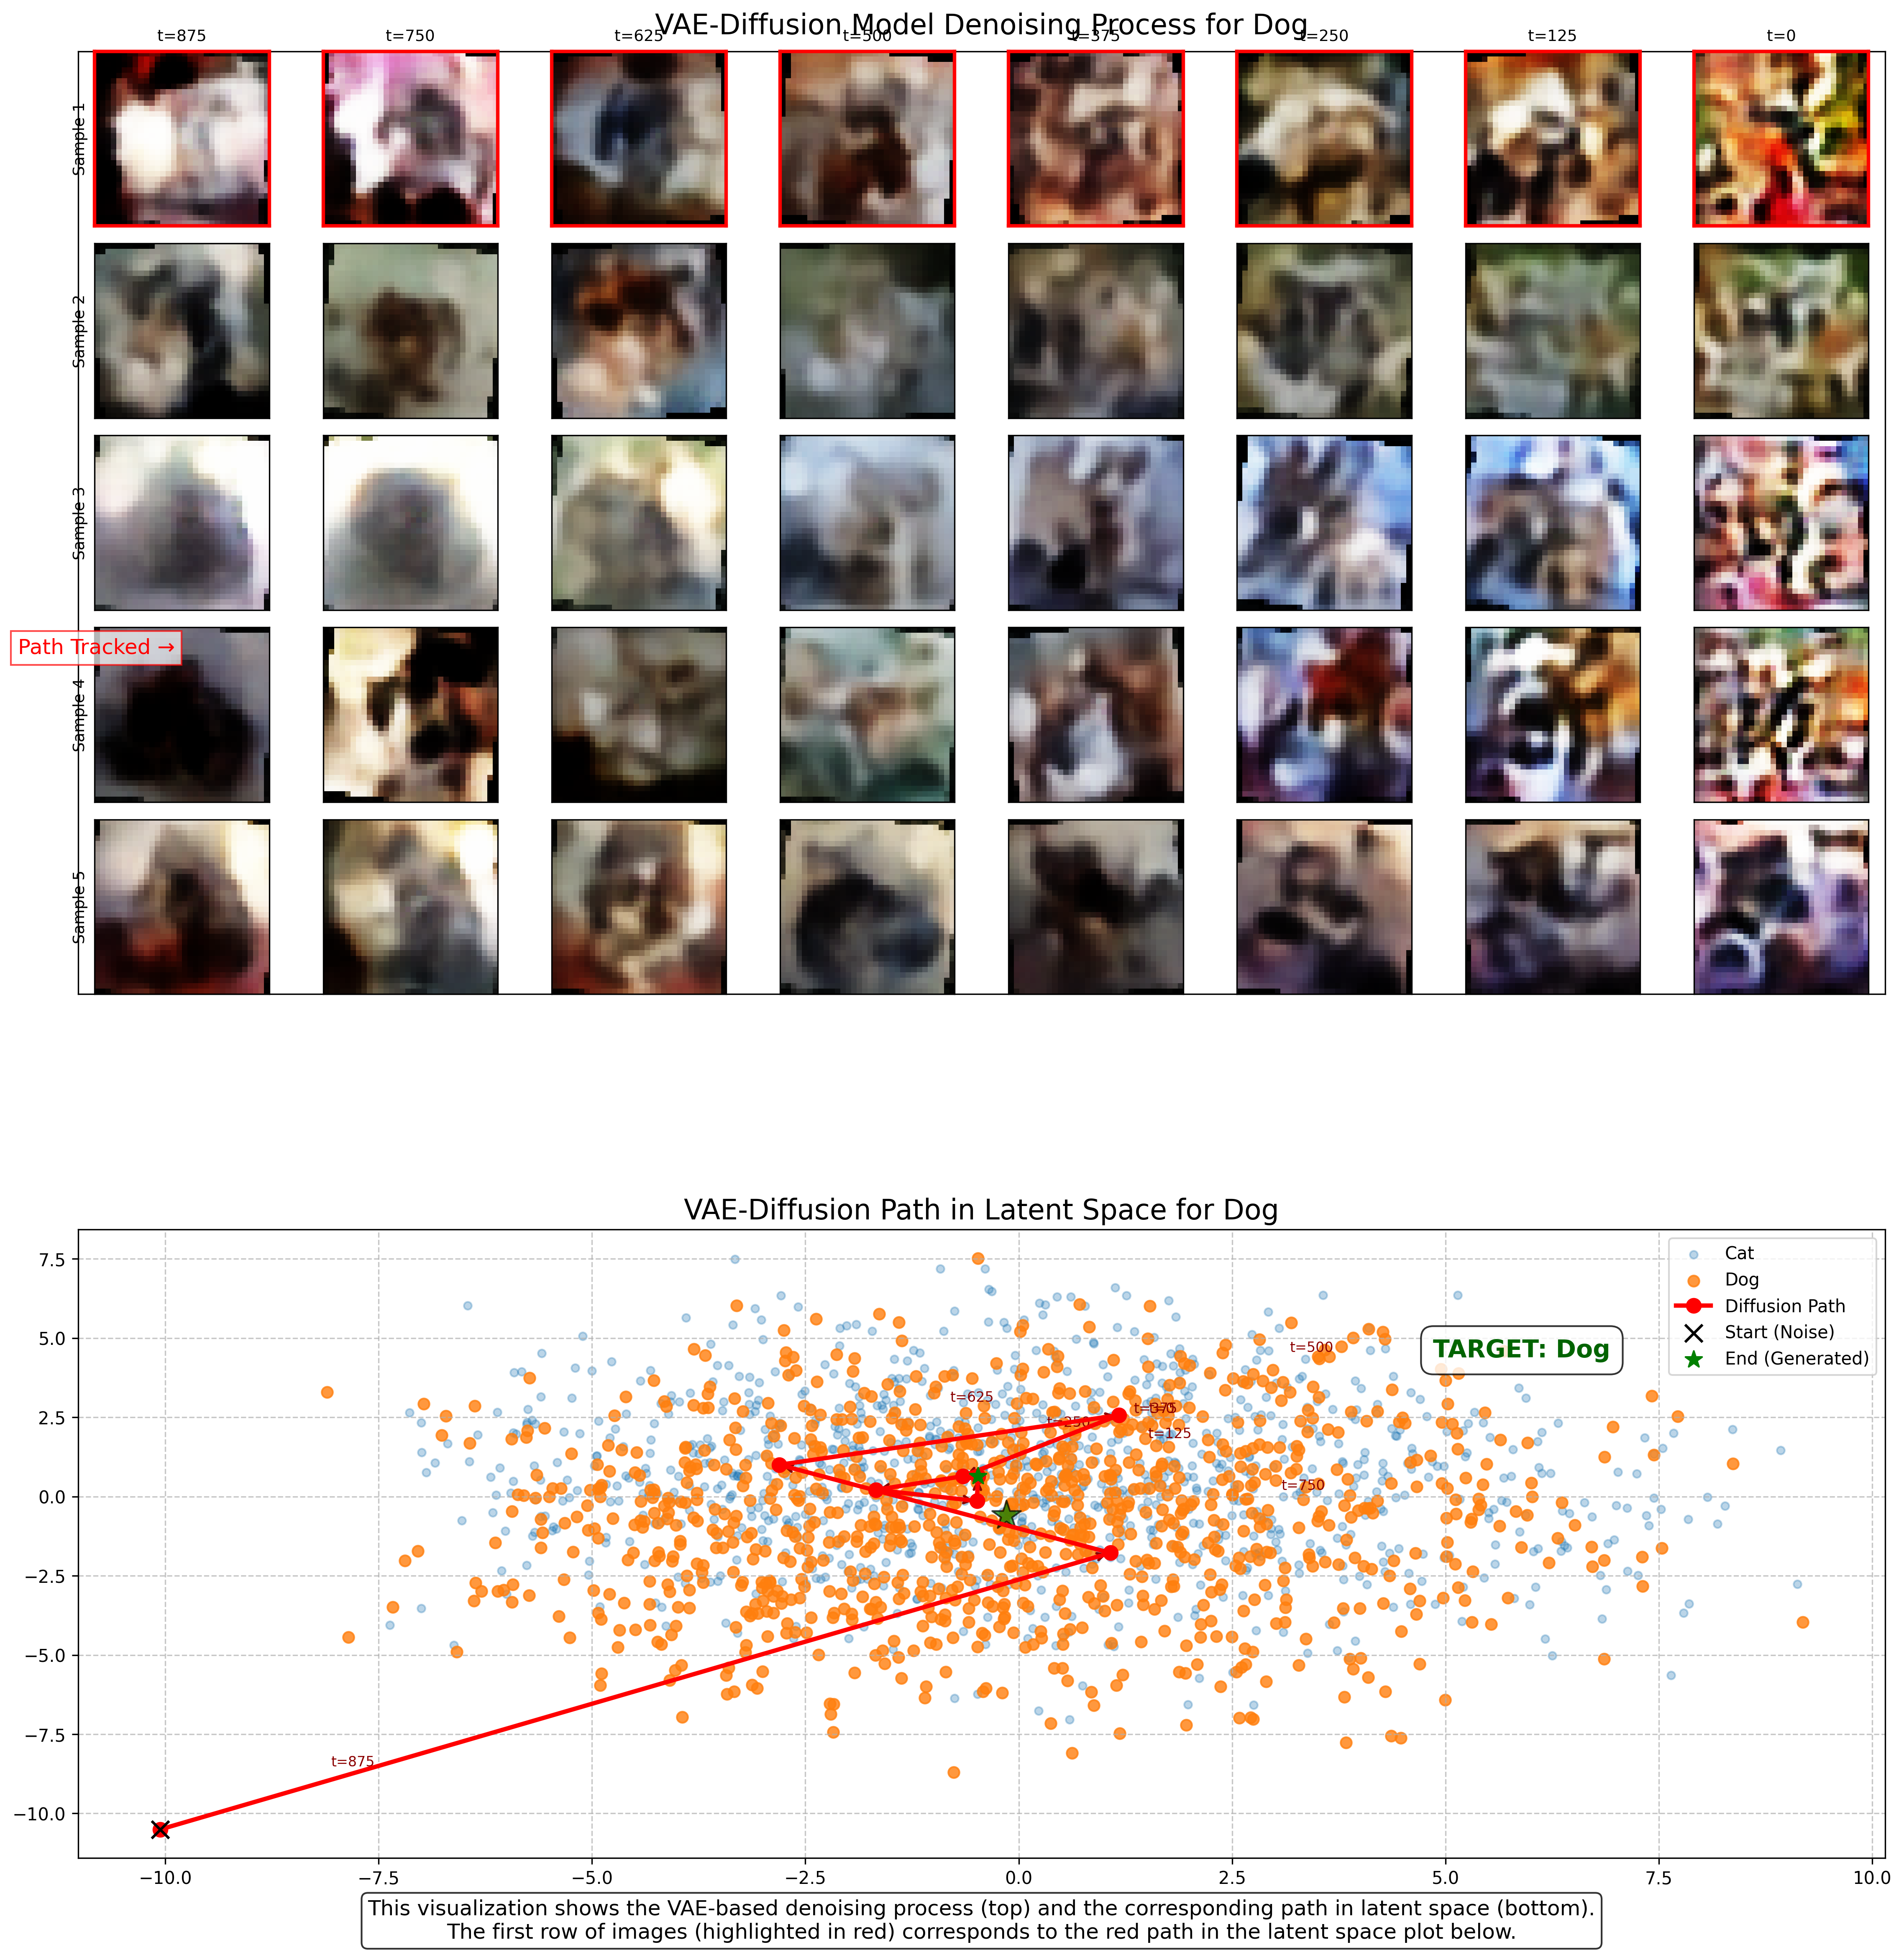 VAE-Diffusion Model Denoising Process for Dog
t=875
t=750
t=625
t=500
t=375
t=250
t=125
t=0
Sample 1
Sample 2
Sample 3
Path Tracked →
Sample 4
Sample 5
VAE-Diffusion Path in Latent Space for Dog
7.5
5.0
2.5
0.0
−2.5
−5.0
−7.5
−10.0
Cat
Dog
Diffusion Path
Start (Noise)
End (Generated)
TARGET: Dog
t=500
t=625
t=375
t=0
t=250
t=125
t=750
t=875
−10.0
−7.5
−5.0
−2.5
0.0
2.5
5.0
7.5
10.0
This visualization shows the VAE-based denoising process (top) and the corresponding path in latent space (bottom).
The first row of images (highlighted in red) corresponds to the red path in the latent space plot below.